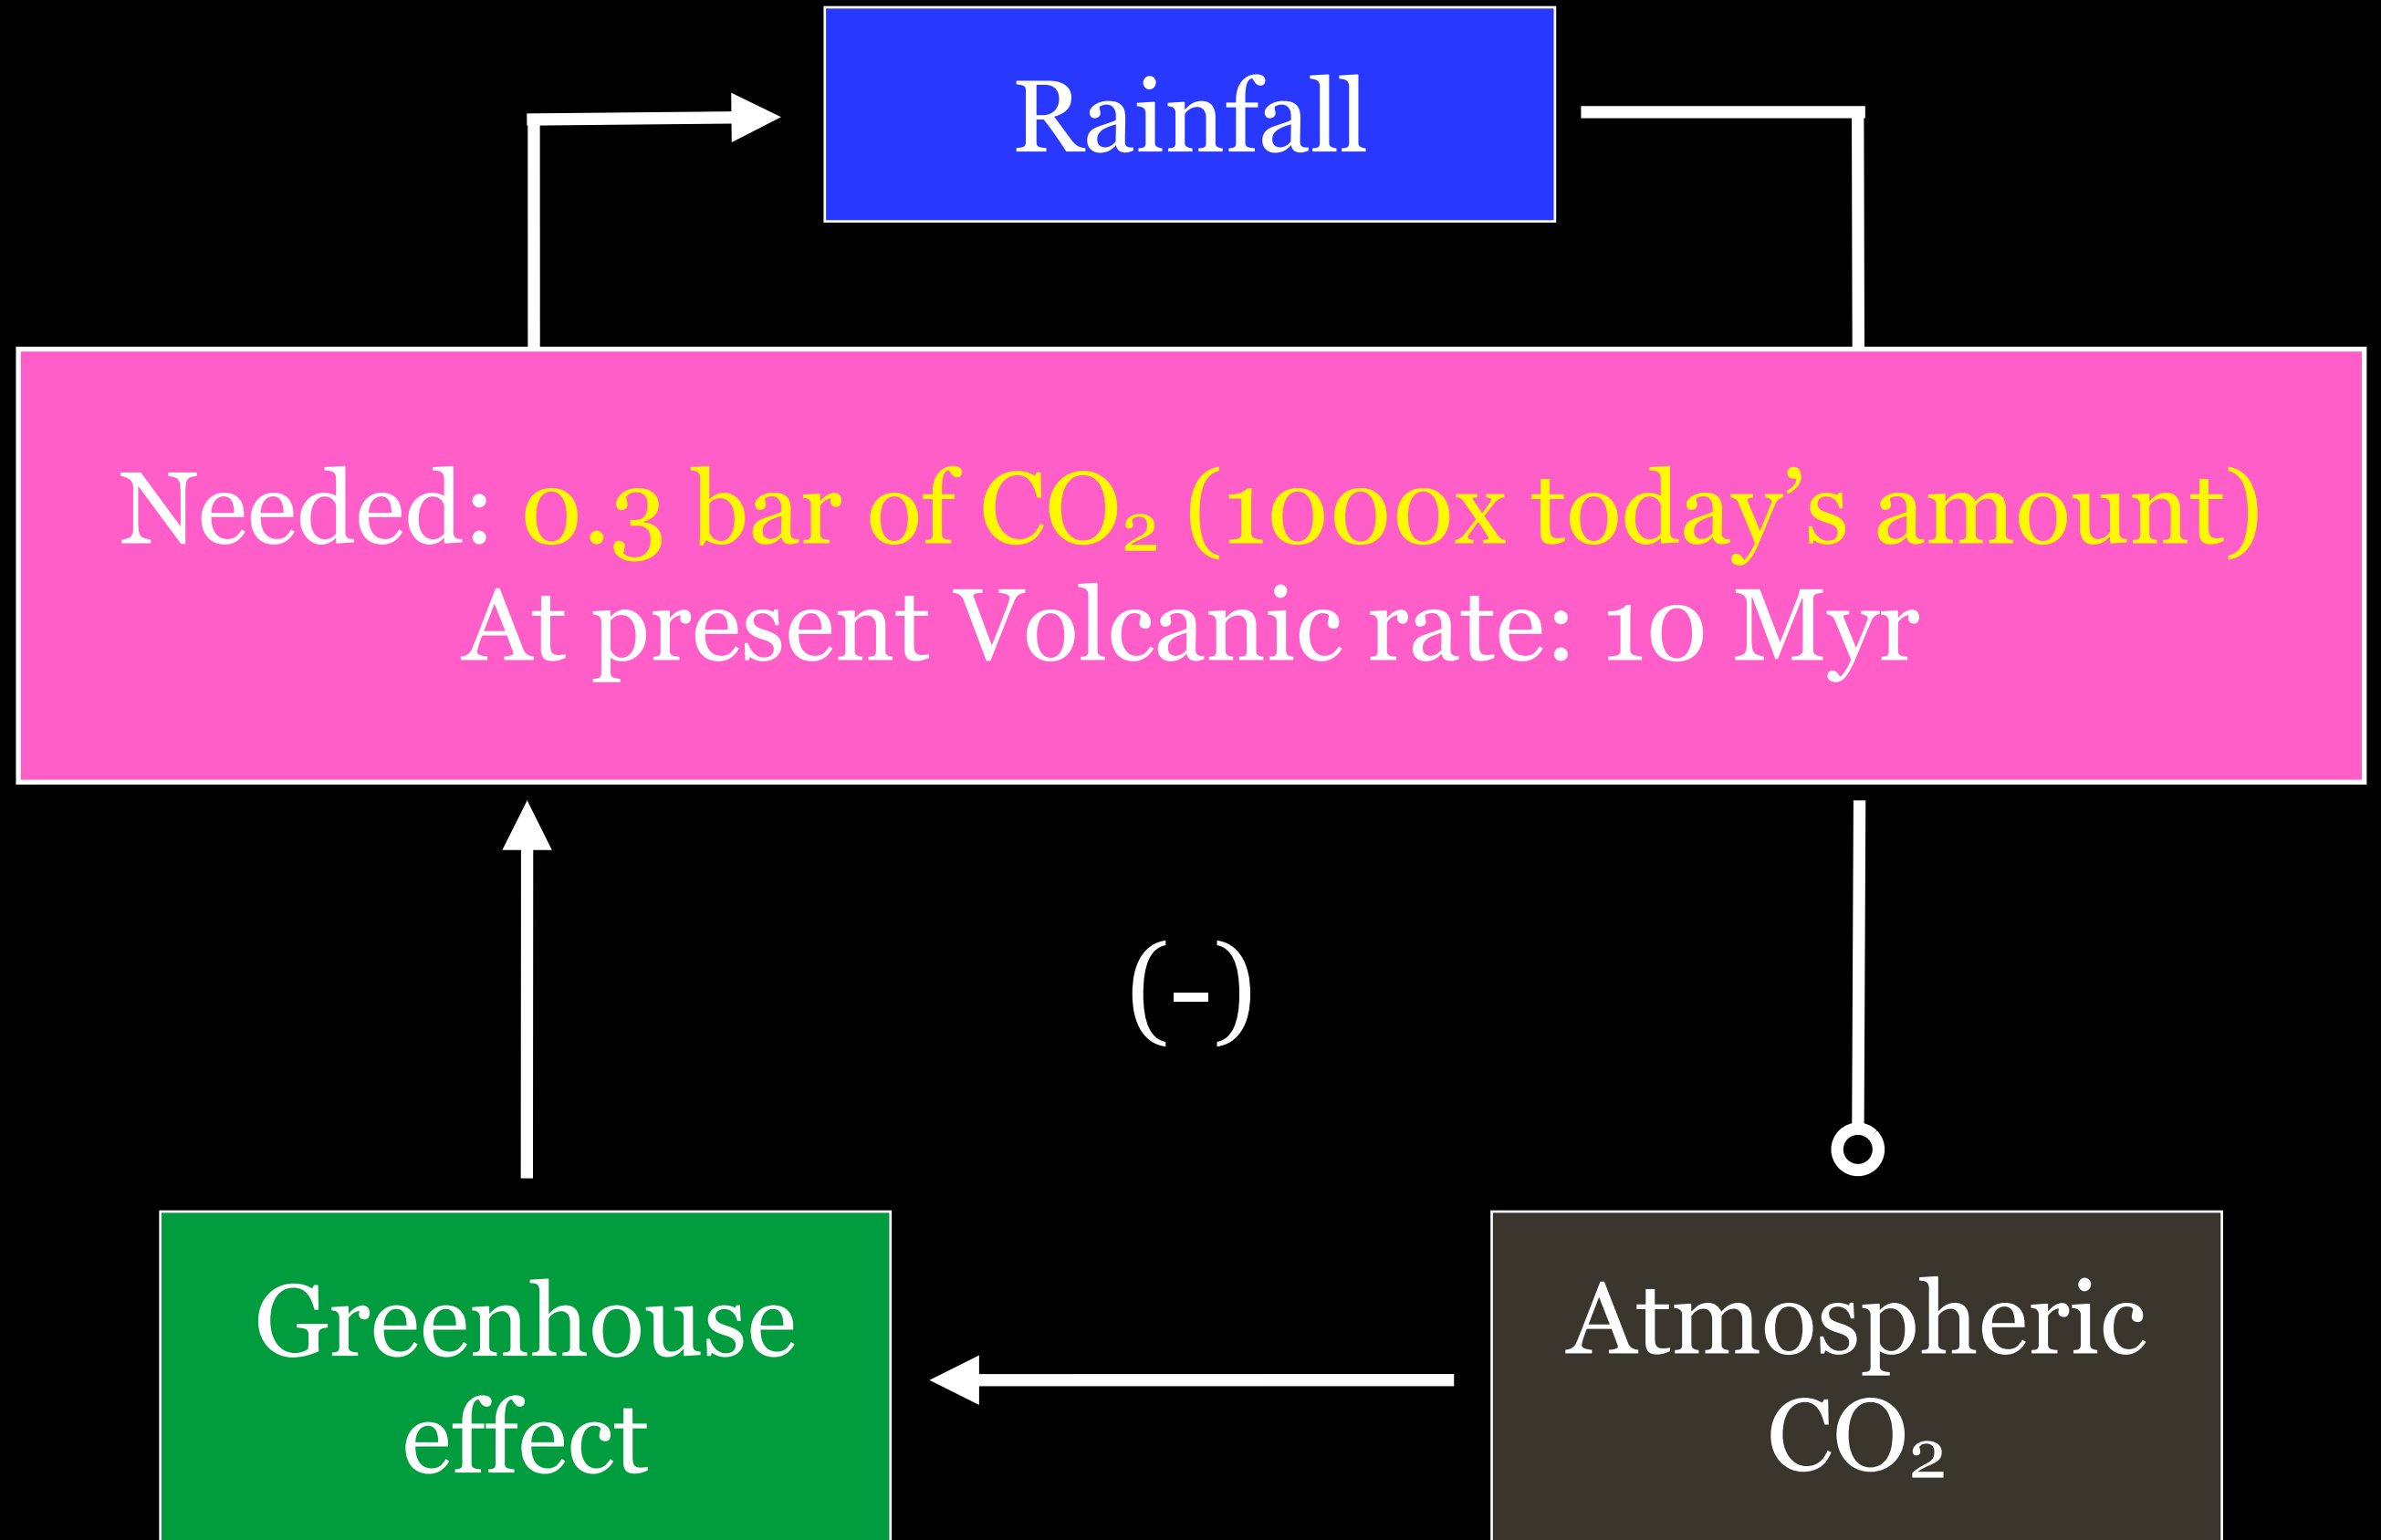 Rainfall
Needed: 0.3 bar of CO₂ (1000x today’s amount)
At present Volcanic rate: 10 Myr
(-)
Greenhouse
effect
Atmospheric
CO₂